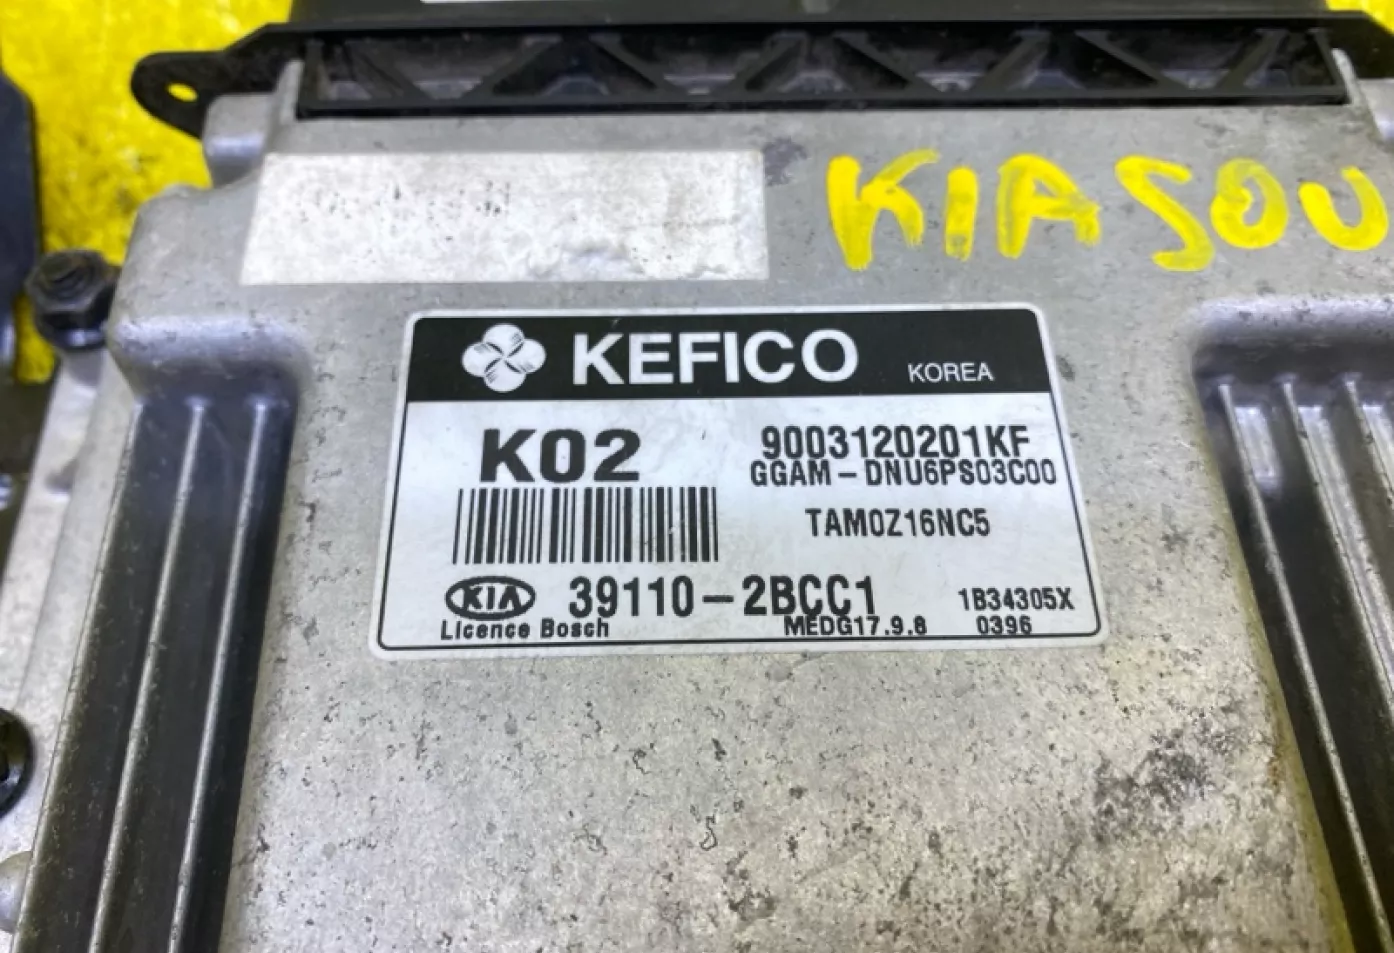 KIA SOU
KEFICO KOREA
K02
9003120201KF
GGAM-DNU6PS03C00
TAM0Z16NC5
KIA 39110-2BCC1 1B34305X
Licence Bosch MEDG17.9.8 0396